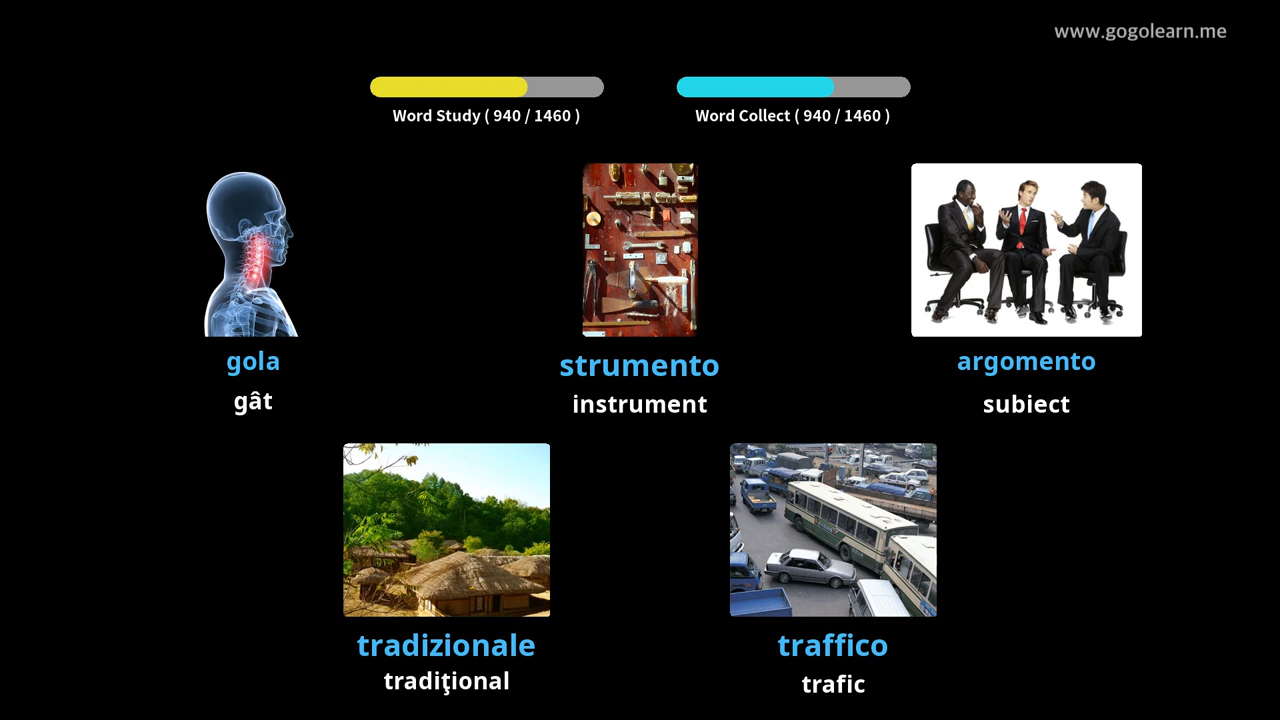 www.gogolearn.me
Word Study ( 940 / 1460 )
Word Collect ( 940 / 1460 )
gola
gât
strumento
instrument
argomento
subiect
tradizionale
tradiţional
traffico
trafic